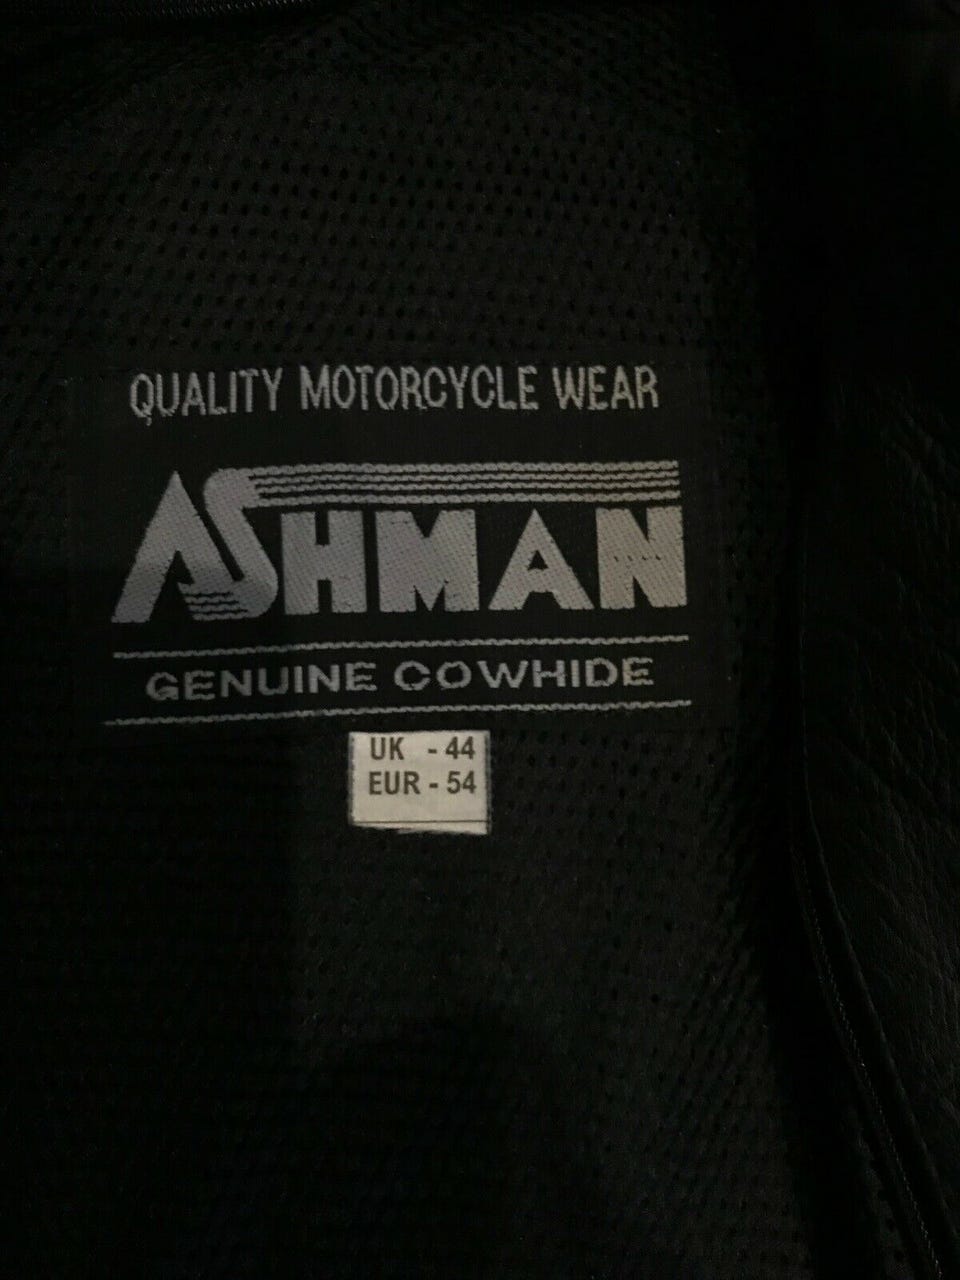 QUALITY MOTORCYCLE WEAR
ASHMAN
GENUINE COWHIDE
UK - 44
EUR - 54